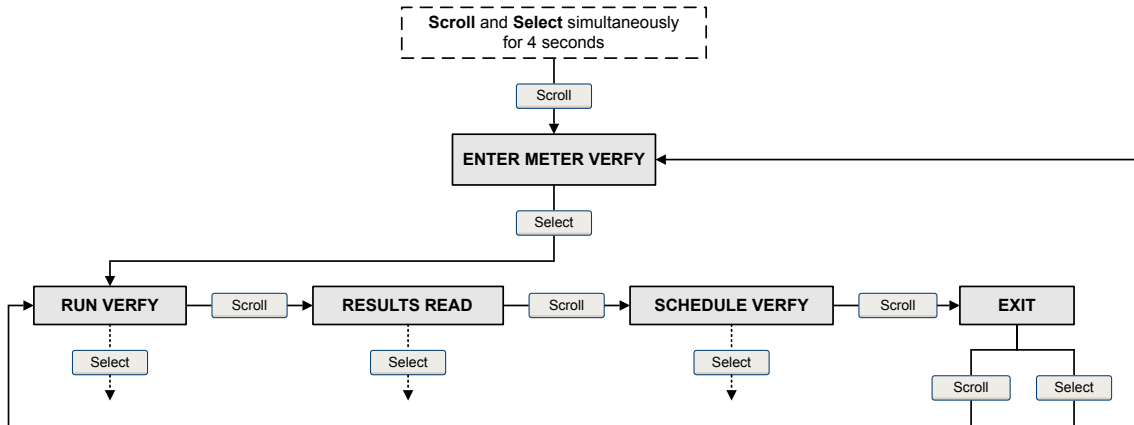 Scroll and Select simultaneously
for 4 seconds
Scroll
ENTER METER VERFY
Select
RUN VERFY
Scroll
RESULTS READ
Scroll
SCHEDULE VERFY
Scroll
EXIT
Select
Select
Select
Scroll
Select